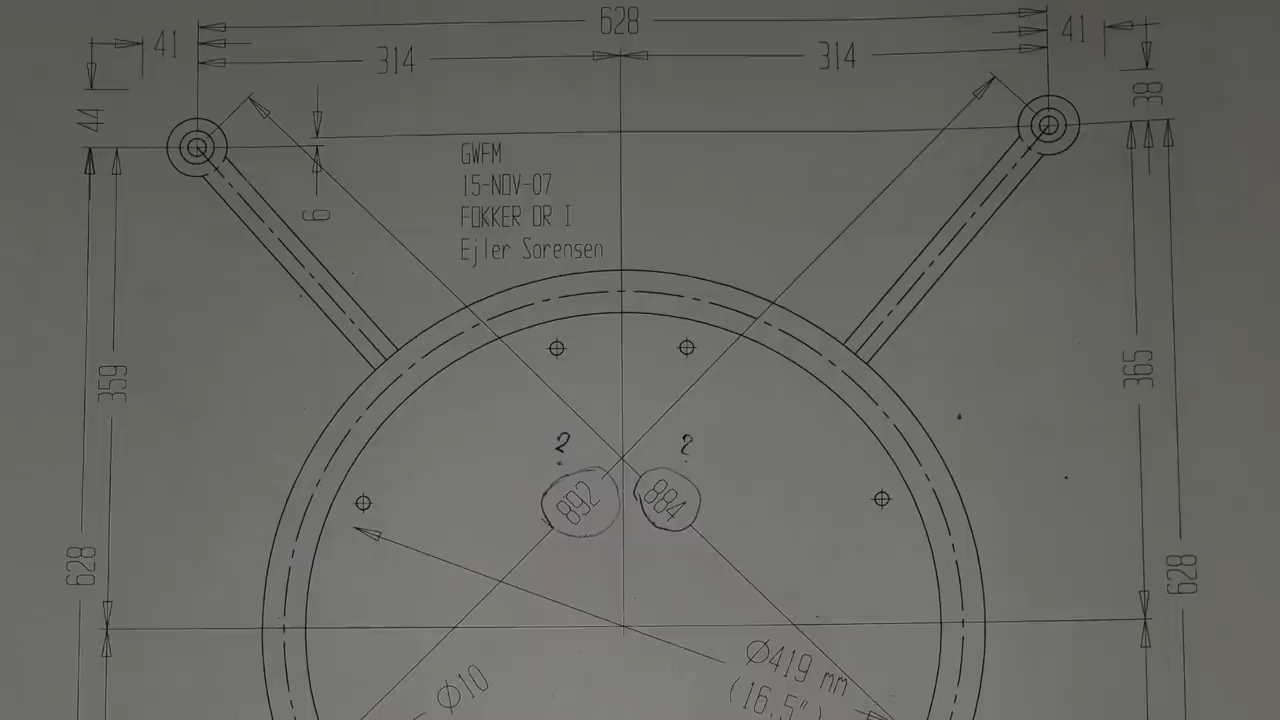 628
41
41
314
314
38
44
GWFM
15-NOV-07
FOKKER DR I
Ejler Sorensen
6
359
365
?
?
892
884
628
628
Ø10
Ø419 mm
(16.5")